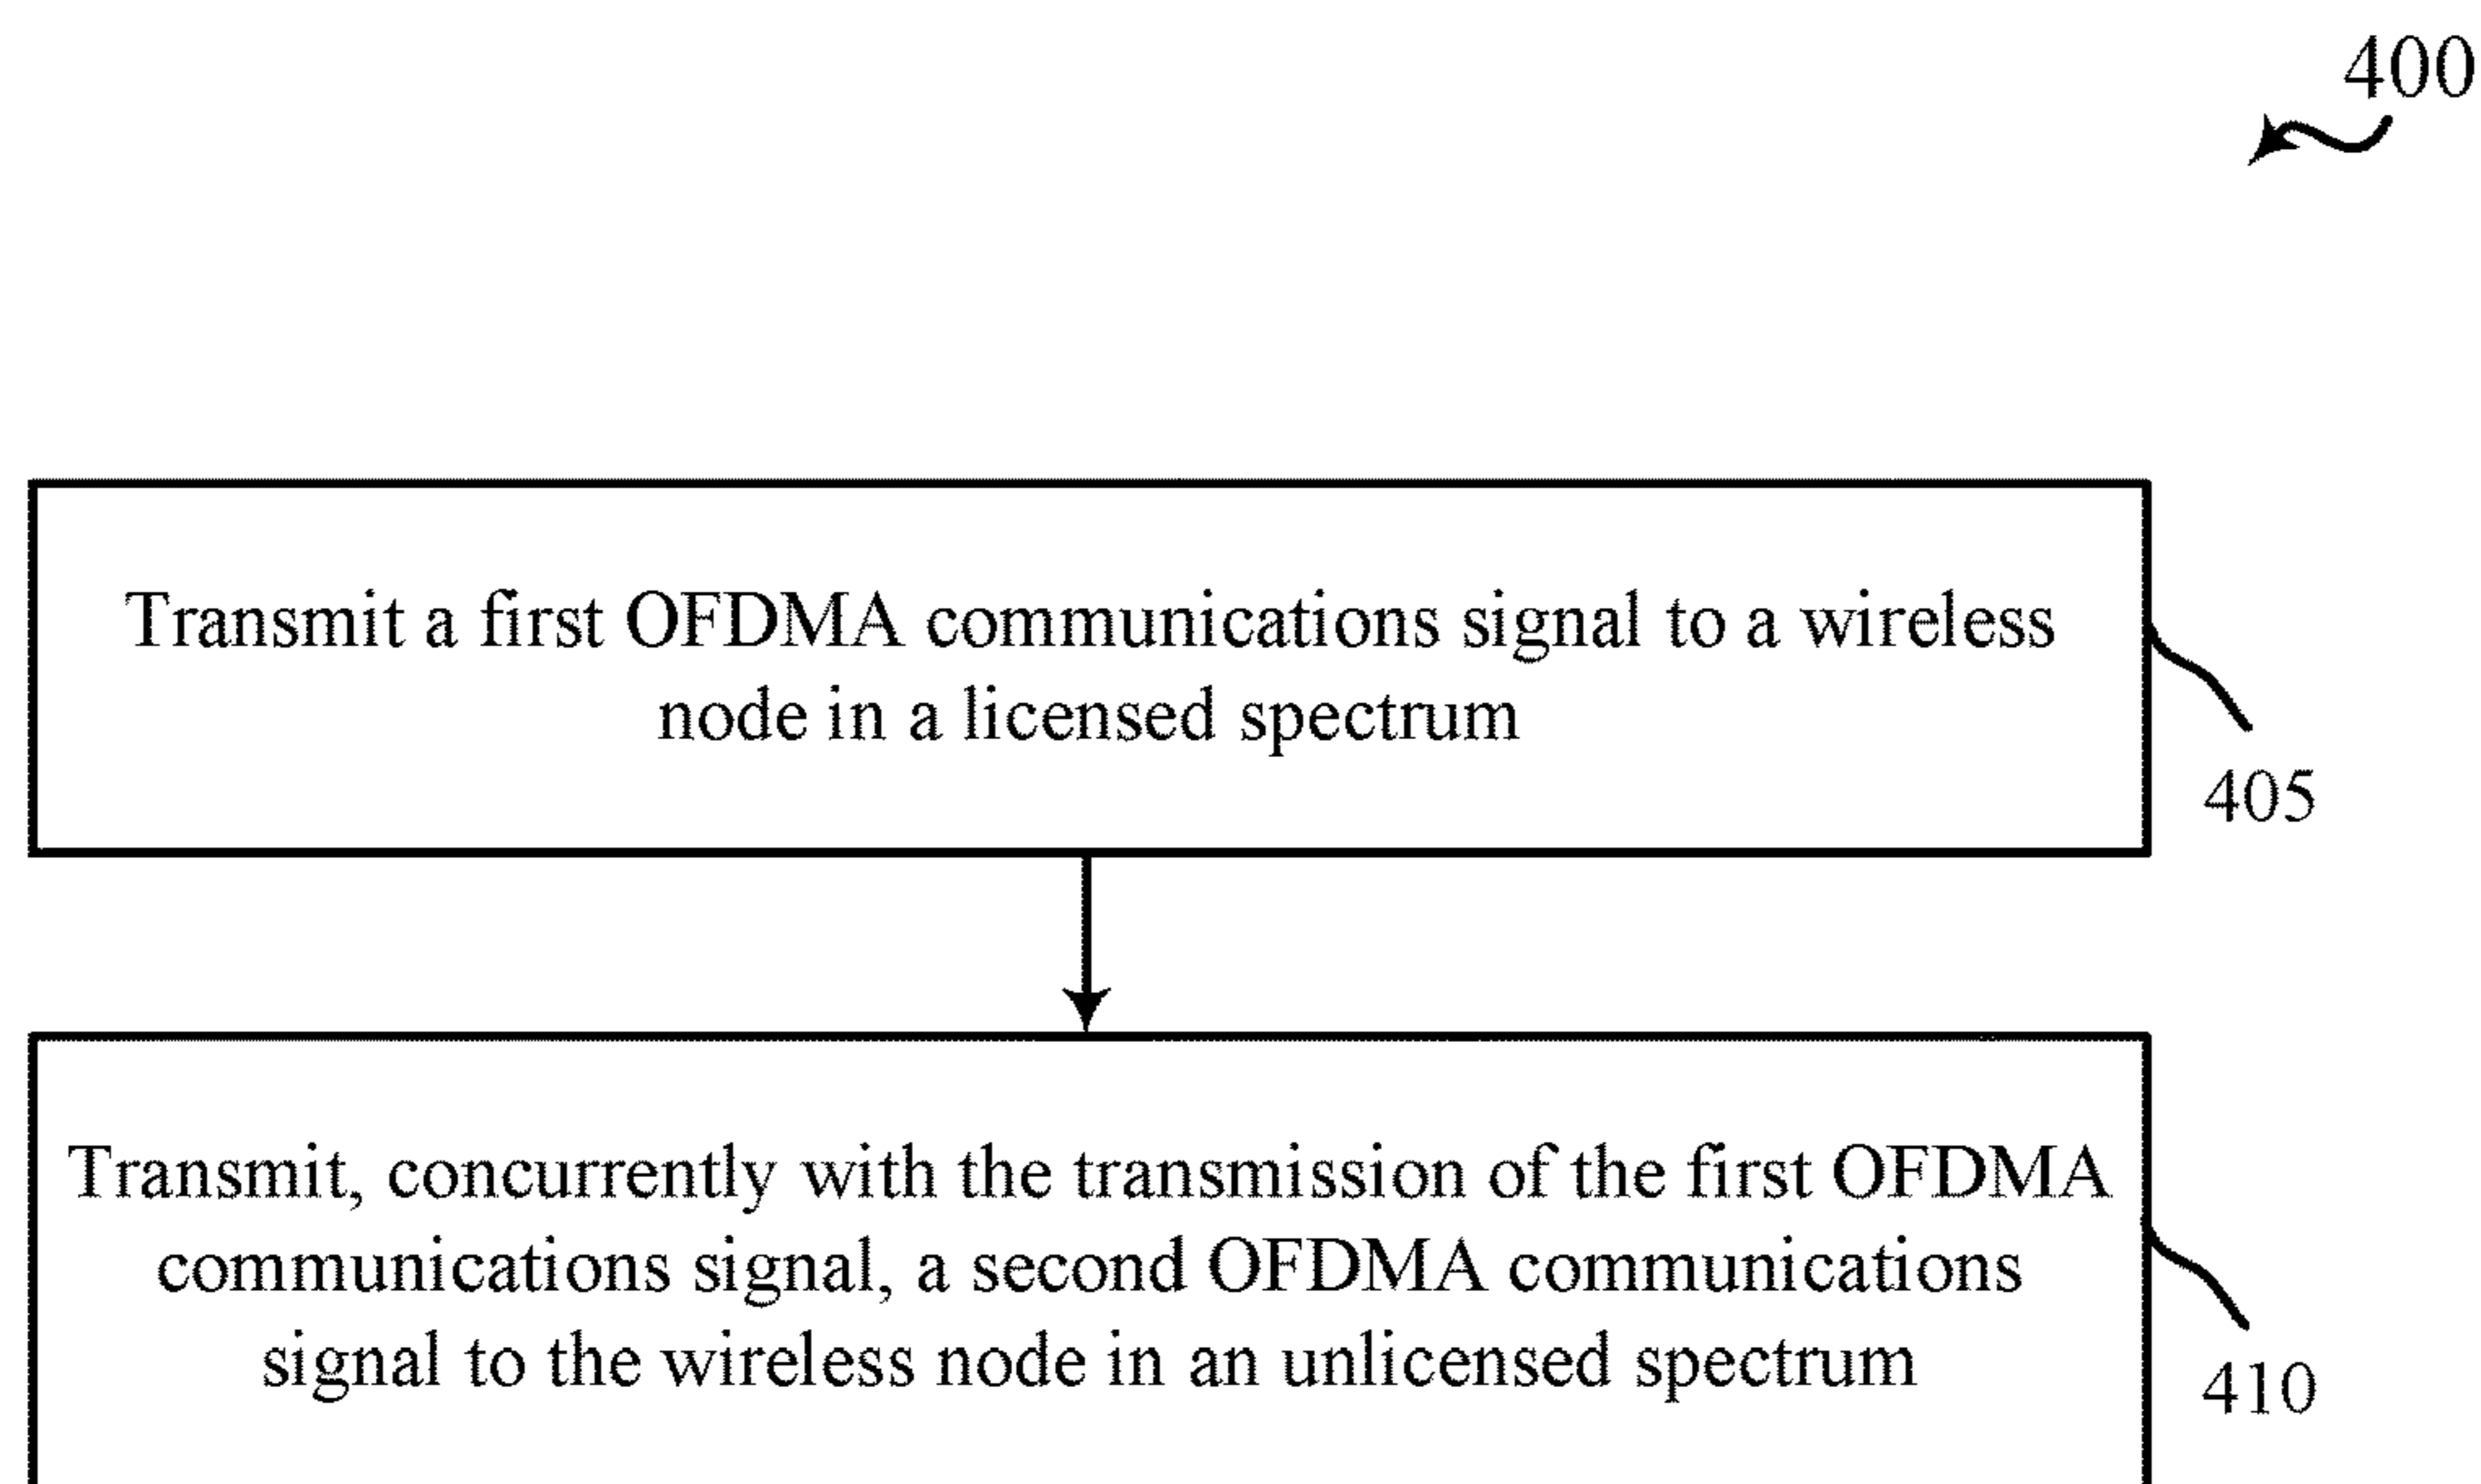 400
Transmit a first OFDMA communications signal to a wireless
node in a licensed spectrum
405
Transmit, concurrently with the transmission of the first OFDMA
communications signal, a second OFDMA communications
signal to the wireless node in an unlicensed spectrum
410